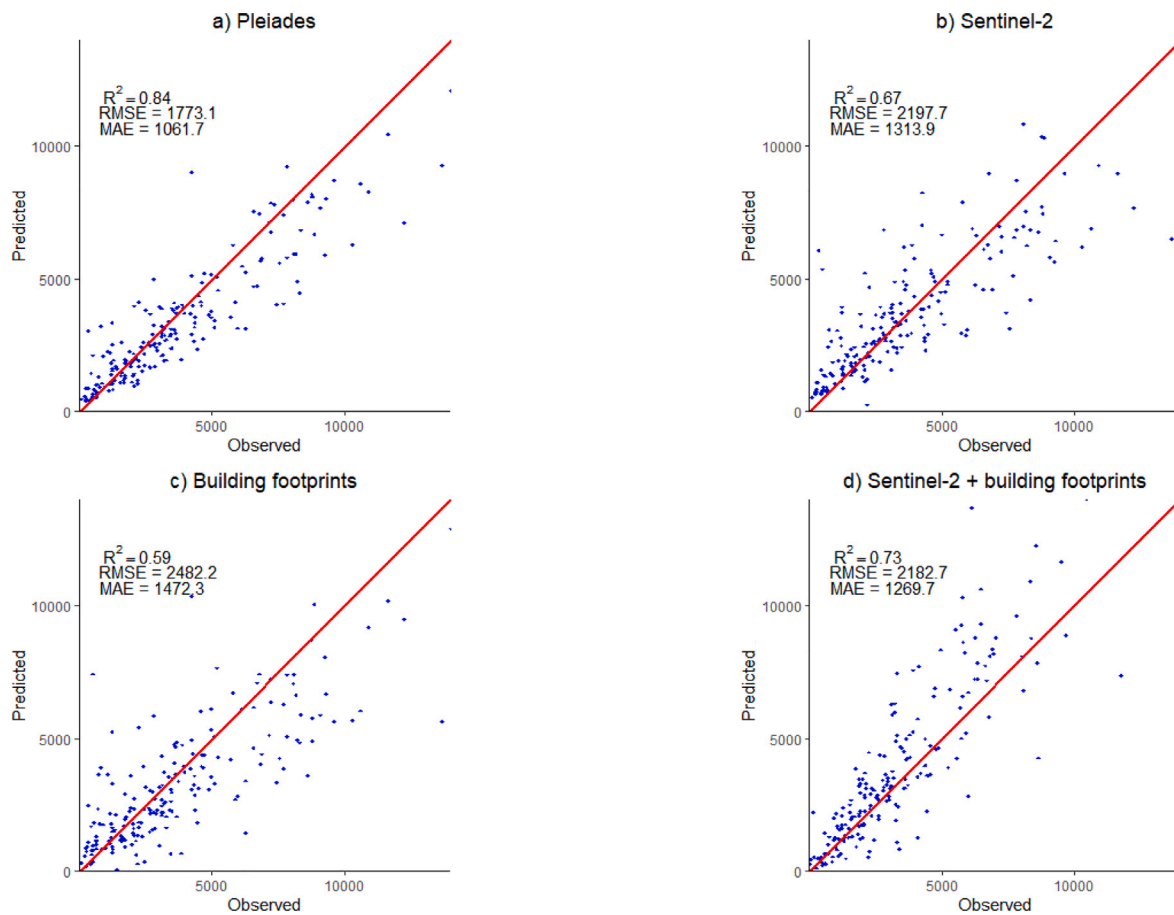 a) Pleiades
R² = 0.84
RMSE = 1773.1
MAE = 1061.7
10000
5000
0
Predicted
5000
10000
Observed
b) Sentinel-2
R² = 0.67
RMSE = 2197.7
MAE = 1313.9
10000
5000
0
Predicted
5000
10000
Observed
c) Building footprints
R² = 0.59
RMSE = 2482.2
MAE = 1472.3
10000
5000
0
Predicted
5000
10000
Observed
d) Sentinel-2 + building footprints
R² = 0.73
RMSE = 2182.7
MAE = 1269.7
10000
5000
0
Predicted
5000
10000
Observed